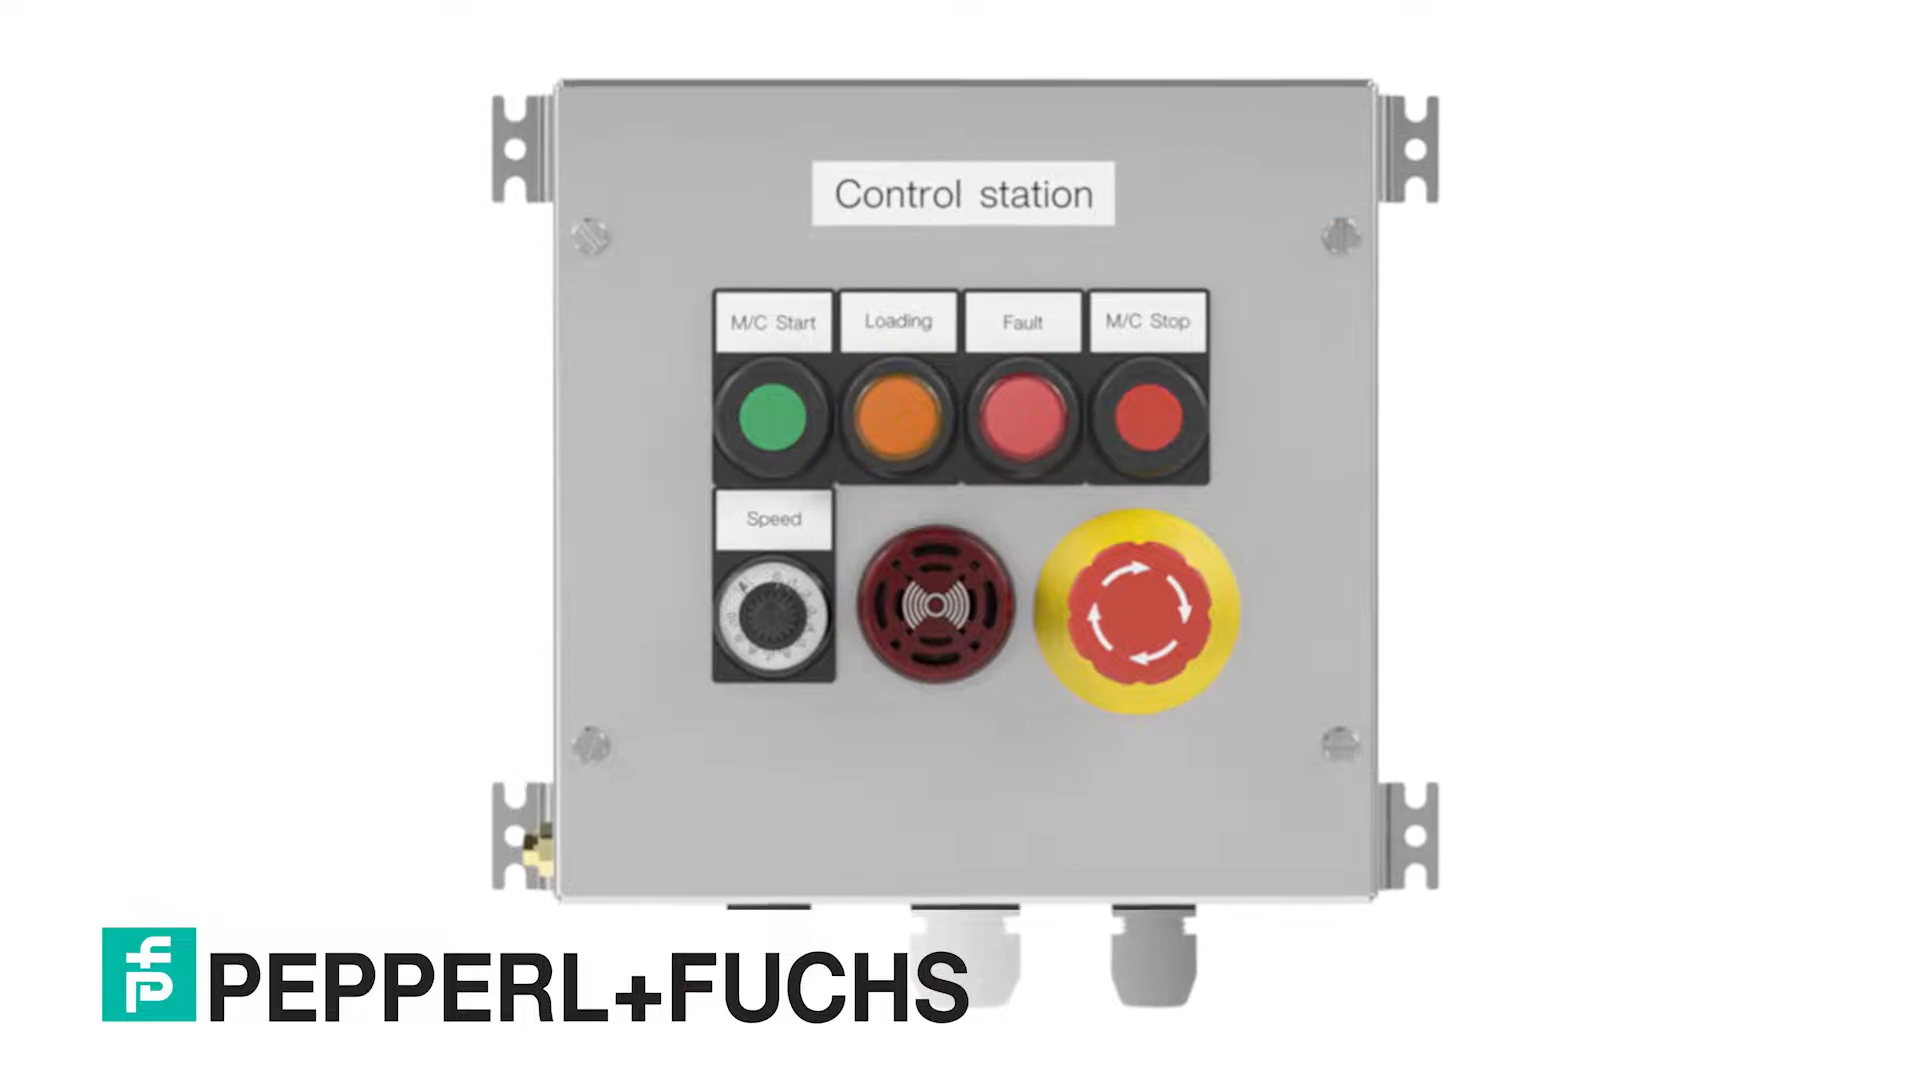 Control station
M/C Start
Loading
Fault
M/C Stop
Speed
PEPPERL+FUCHS